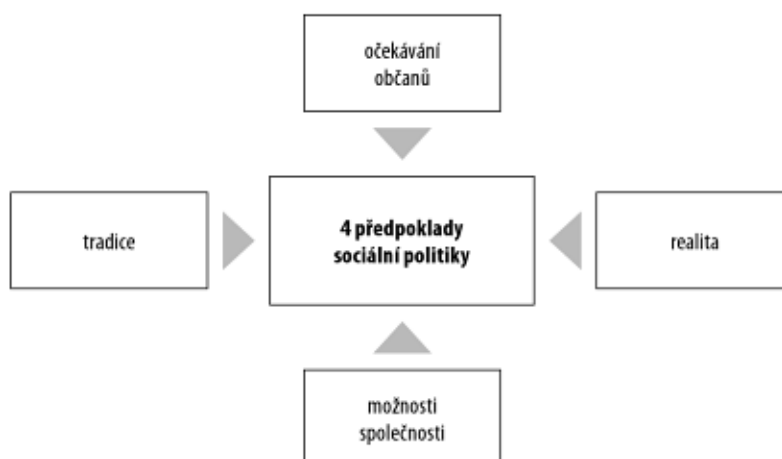 očekávání
občanů
tradice
4 předpoklady
sociální politiky
realita
možnosti
společnosti